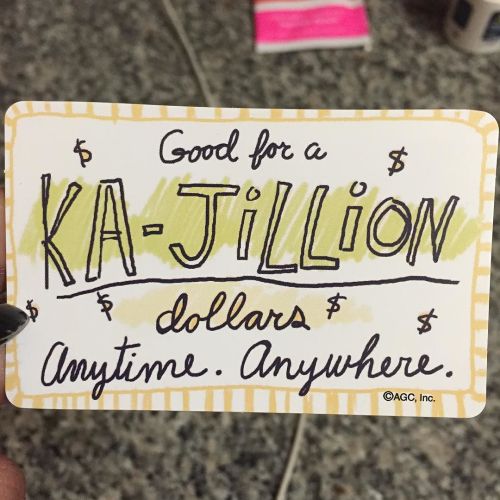 Good for a
$ $
KA-JiLLiON
$ $ dollars $ $
Anytime. Anywhere.
©AGC, Inc.